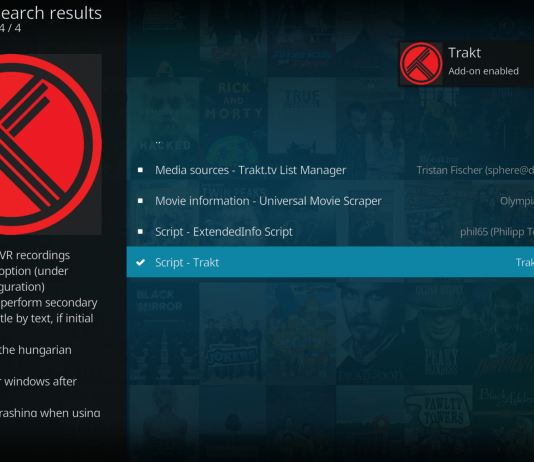 earch results
4 / 4
Trakt
Add-on enabled
..
Media sources - Trakt.tv List Manager
Tristan Fischer (sphere@d
Movie information - Universal Movie Scraper
Olympia
Script - ExtendedInfo Script
phil65 (Philipp Te
Script - Trakt
Trak
VR recordings
option (under
guration)
perform secondary
tle by text, if initial
the hungarian
r windows after
rashing when using
HACKED
RICK
AND
MORTY
TRUE
TWIN PEAKS
BLACK
MIRROR
JOKERS
PEAKY
BLINDERS
FAWLTY
TOWERS